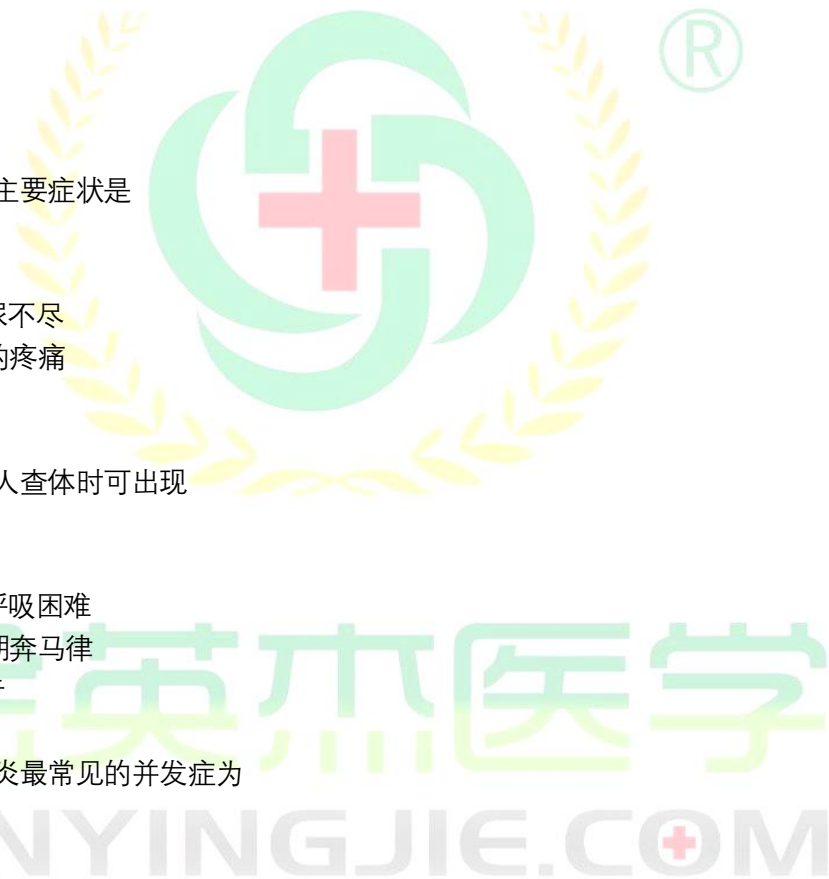 ®
主要症状是
尿不尽
的疼痛
人查体时可出现
呼吸困难
期奔马律
炎最常见的并发症为
英杰医学
NYINGJIE.COM